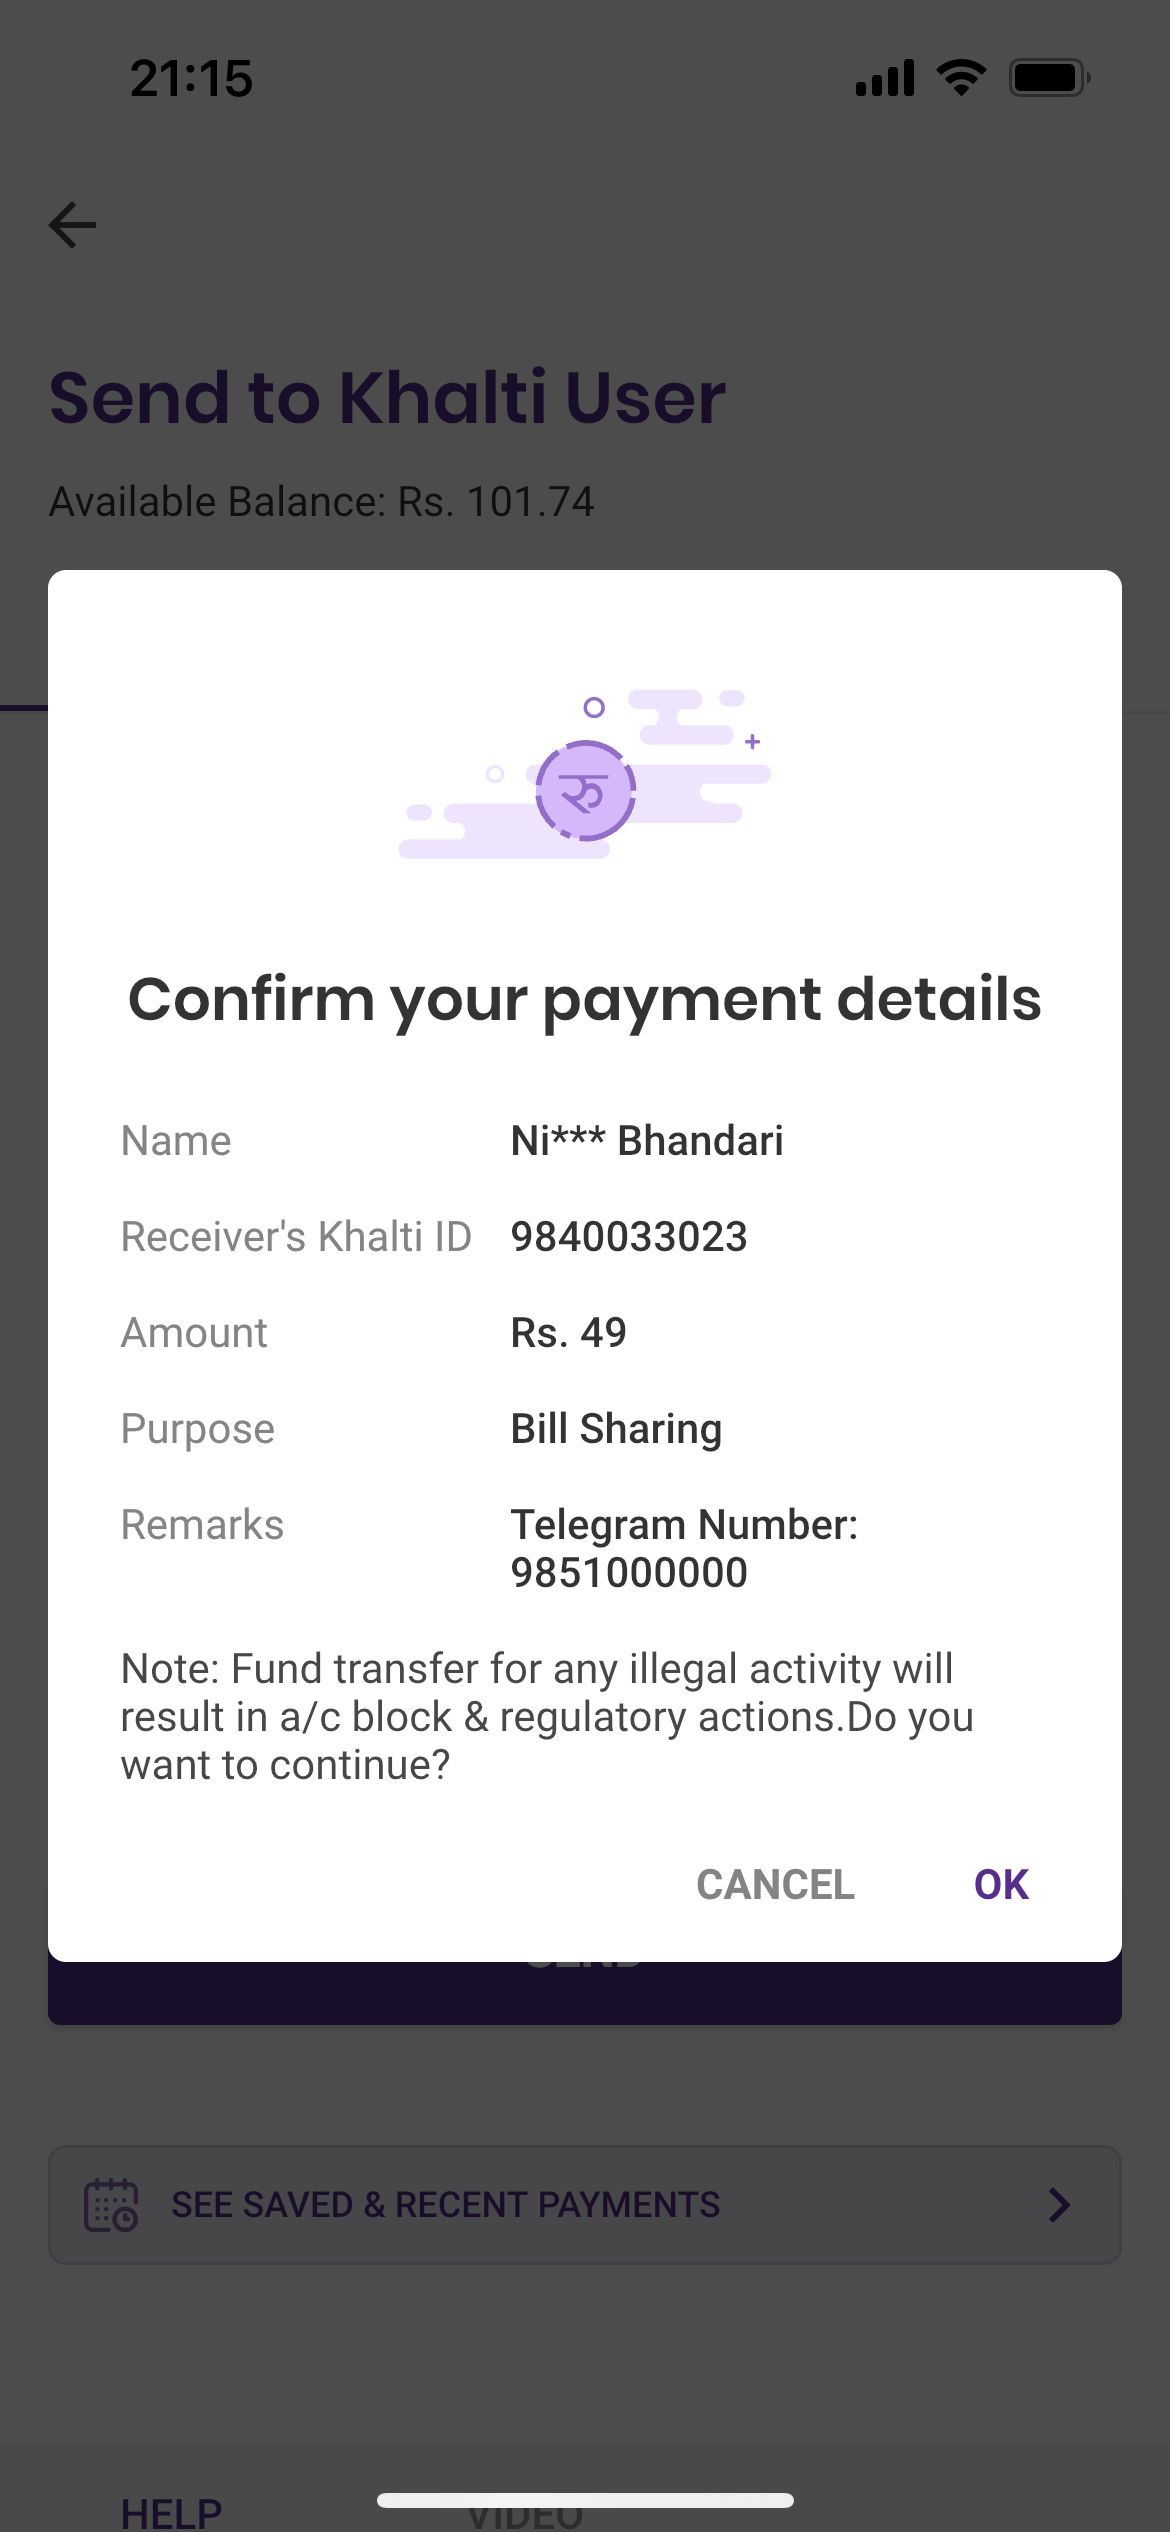 21:15
Send to Khalti User
Available Balance: Rs. 101.74
रु
Confirm your payment details
Name Ni*** Bhandari
Receiver's Khalti ID 9840033023
Amount Rs. 49
Purpose Bill Sharing
Remarks Telegram Number:
9851000000
Note: Fund transfer for any illegal activity will
result in a/c block & regulatory actions.Do you
want to continue?
CANCEL OK
SEND
SEE SAVED & RECENT PAYMENTS
HELP VIDEO